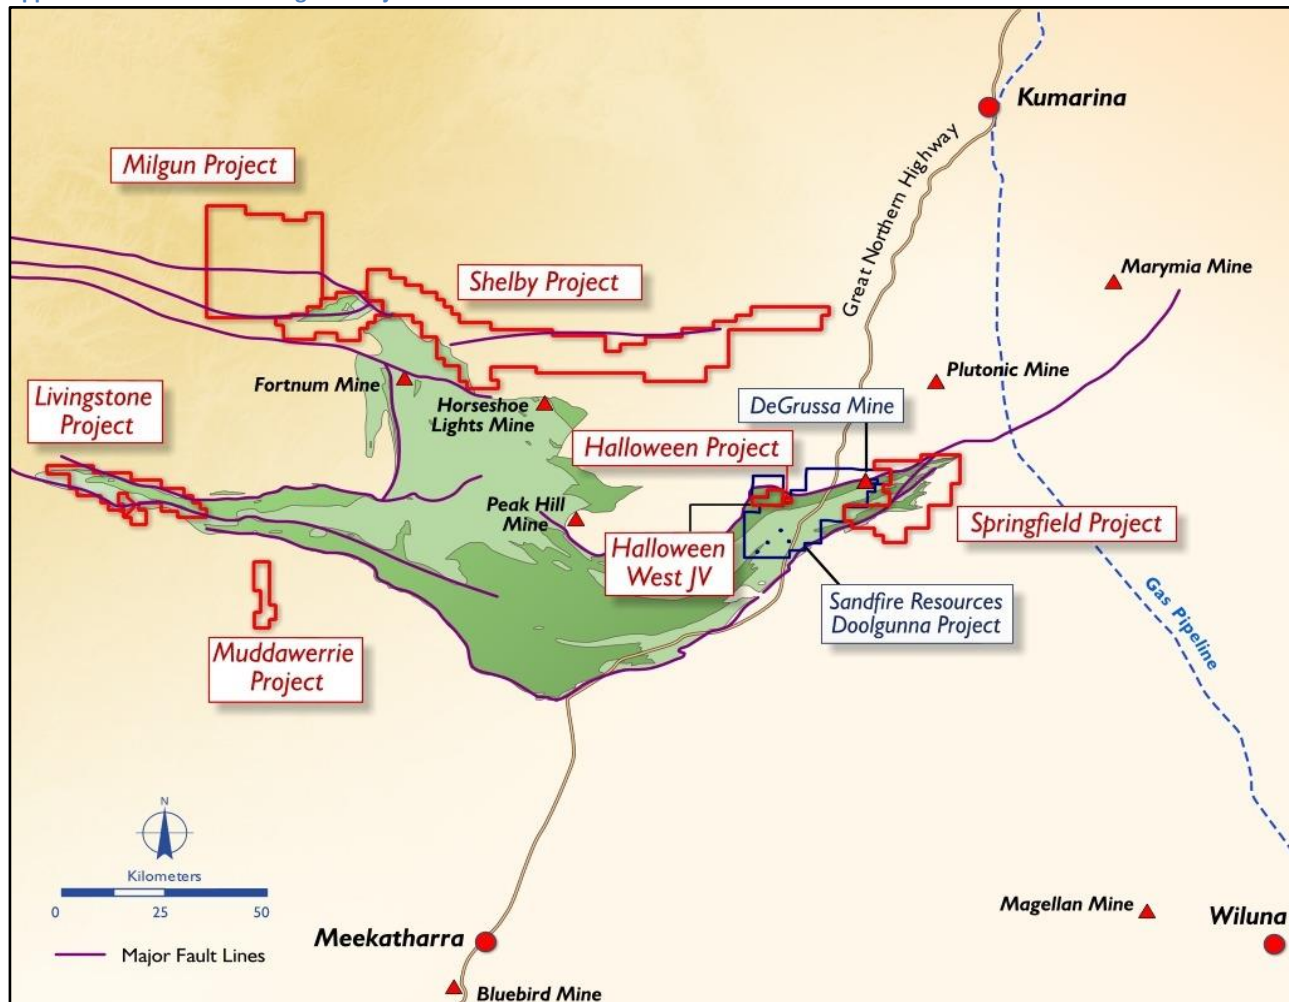 Kumarina
Milgun Project
Great Northern Highway
Shelby Project
Marymia Mine
Fortnum Mine
Plutonic Mine
Livingstone
Project
Horseshoe
Lights Mine
DeGrussa Mine
Halloween Project
Peak Hill
Mine
Springfield Project
Halloween
West JV
Sandfire Resources
Doolgunna Project
Gas Pipeline
Muddawerrie
Project
N
Kilometers
0 25 50
Magellan Mine
Wiluna
Meekatharra
Major Fault Lines
Bluebird Mine